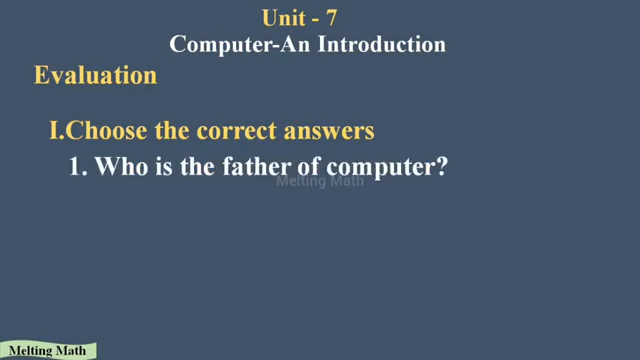 Unit - 7
Computer-An Introduction
Evaluation
I.Choose the correct answers
1. Who is the father of computer?
Melting Math
Melting Math